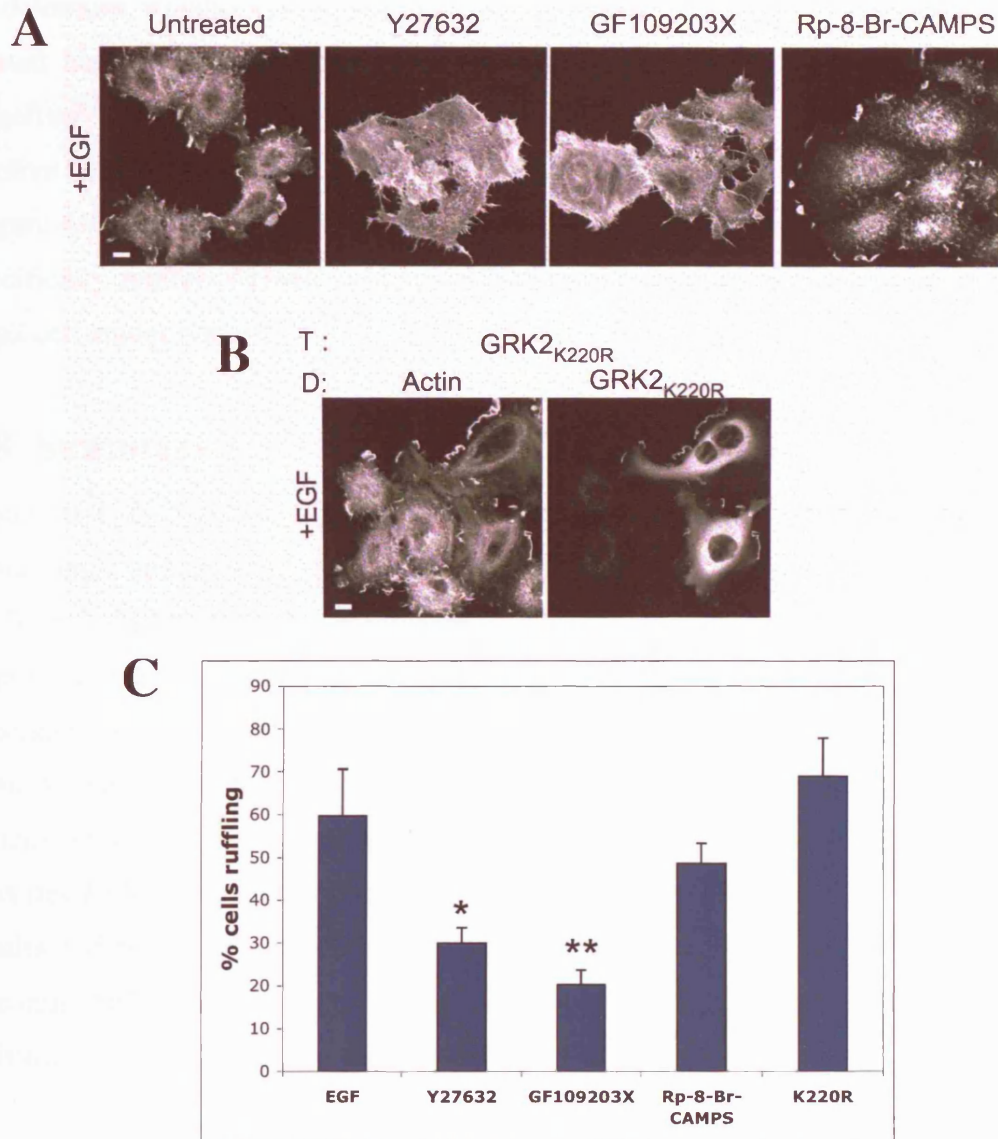 A
Untreated Y27632 GF109203X Rp-8-Br-CAMPS
+EGF
B
T : GRK2K220R
D: Actin GRK2K220R
+EGF
C
% cells ruffling
90
80
70
60
50
40
30
20
10
0
*
**
EGF Y27632 GF109203X Rp-8-Br- K220R
CAMPS